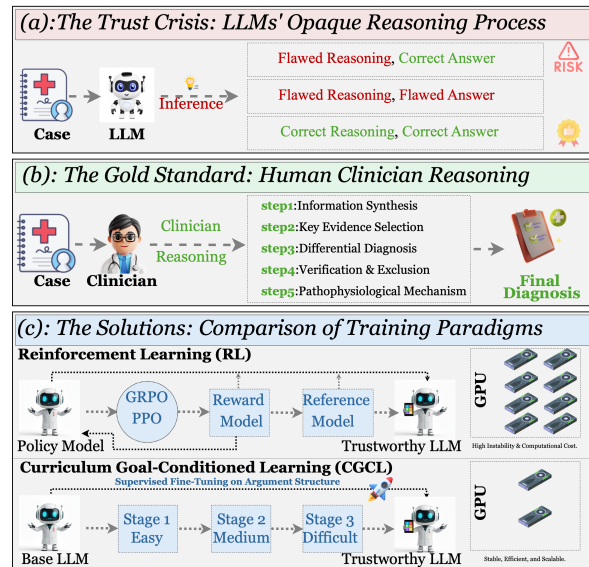 (a):The Trust Crisis: LLMs' Opaque Reasoning Process
Flawed Reasoning, Correct Answer
RISK
Inference
Flawed Reasoning, Flawed Answer
Case
LLM
Correct Reasoning, Correct Answer
(b): The Gold Standard: Human Clinician Reasoning
Case
Clinician
Clinician
Reasoning
step1:Information Synthesis
step2:Key Evidence Selection
step3:Differential Diagnosis
step4:Verification & Exclusion
step5:Pathophysiological Mechanism
Final
Diagnosis
(c): The Solutions: Comparison of Training Paradigms
Reinforcement Learning (RL)
Policy Model
GRPO
PPO
Reward
Model
Reference
Model
Trustworthy LLM
GPU
High Instability & Computational Cost.
Curriculum Goal-Conditioned Learning (CGCL)
Supervised Fine-Tuning on Argument Structure
Base LLM
Stage 1
Easy
Stage 2
Medium
Stage 3
Difficult
Trustworthy LLM
GPU
Stable, Efficient, and Scalable.